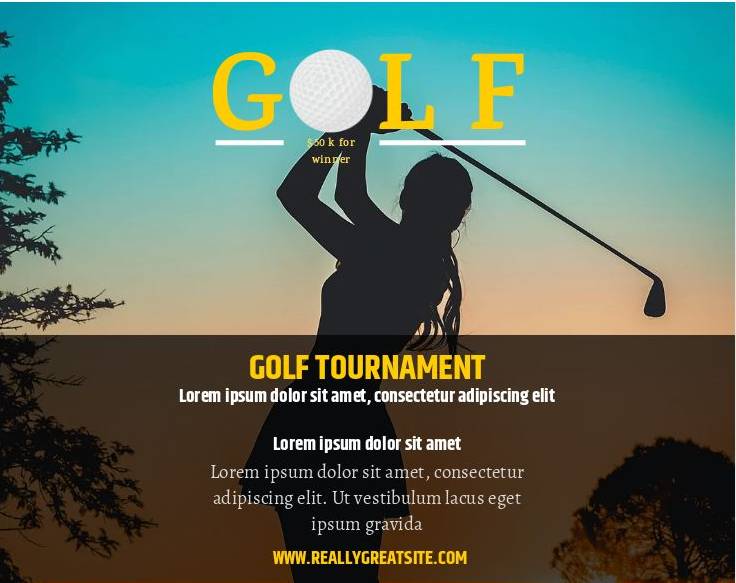 GOLF
$50 k for
winner
GOLF TOURNAMENT
Lorem ipsum dolor sit amet, consectetur adipiscing elit
Lorem ipsum dolor sit amet
Lorem ipsum dolor sit amet, consectetur
adipiscing elit. Ut vestibulum lacus eget
ipsum gravida
WWW.REALLYGREATSITE.COM